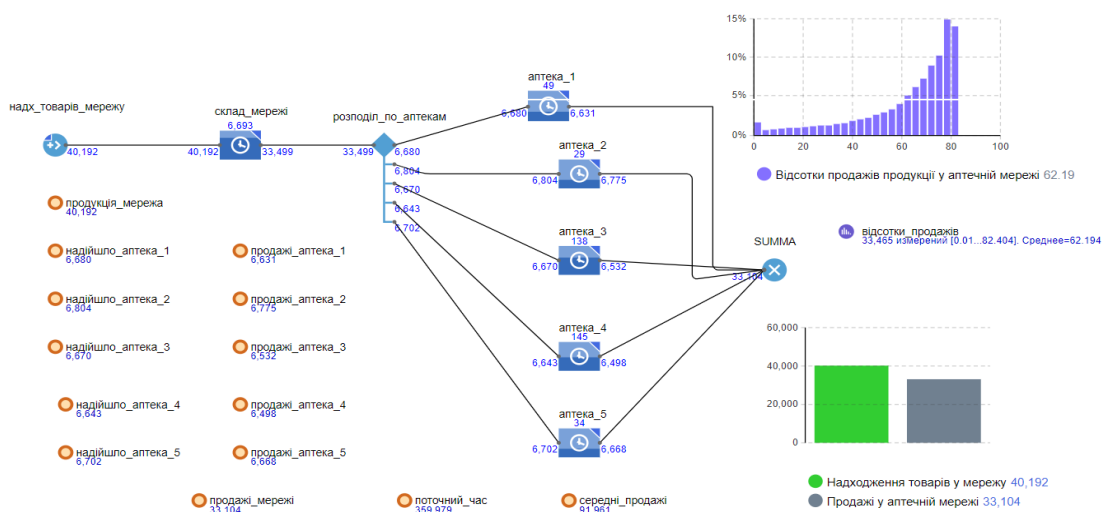 надх_товарів_мережу
40,192
склад_мережі
6,693
40,192
33,499
розподіл_по_аптекам
33,499
6,680
6,804
6,670
6,643
6,702
аптека_1
49
6,680
6,631
аптека_2
29
6,804
6,775
аптека_3
138
6,670
6,532
аптека_4
145
6,643
6,498
аптека_5
34
6,702
6,668
SUMMA
33,104
продукція_мережа
40,192
надійшло_аптека_1
6,680
надійшло_аптека_2
6,804
надійшло_аптека_3
6,670
надійшло_аптека_4
6,643
надійшло_аптека_5
6,702
продажі_аптека_1
6,631
продажі_аптека_2
6,775
продажі_аптека_3
6,532
продажі_аптека_4
6,498
продажі_аптека_5
6,668
продажі_мережі
33,104
поточний_час
359,979
середні_продажі
91,961
15%
10%
5%
0%
0 20 40 60 80 100
Відсотки продажів продукції у аптечній мережі 62.19
відсотки_продажів
33,465 измерений [0.01...82.404]. Среднее=62.194
60,000
40,000
20,000
0
Надходження товарів у мережу 40,192
Продажі у аптечній мережі 33,104